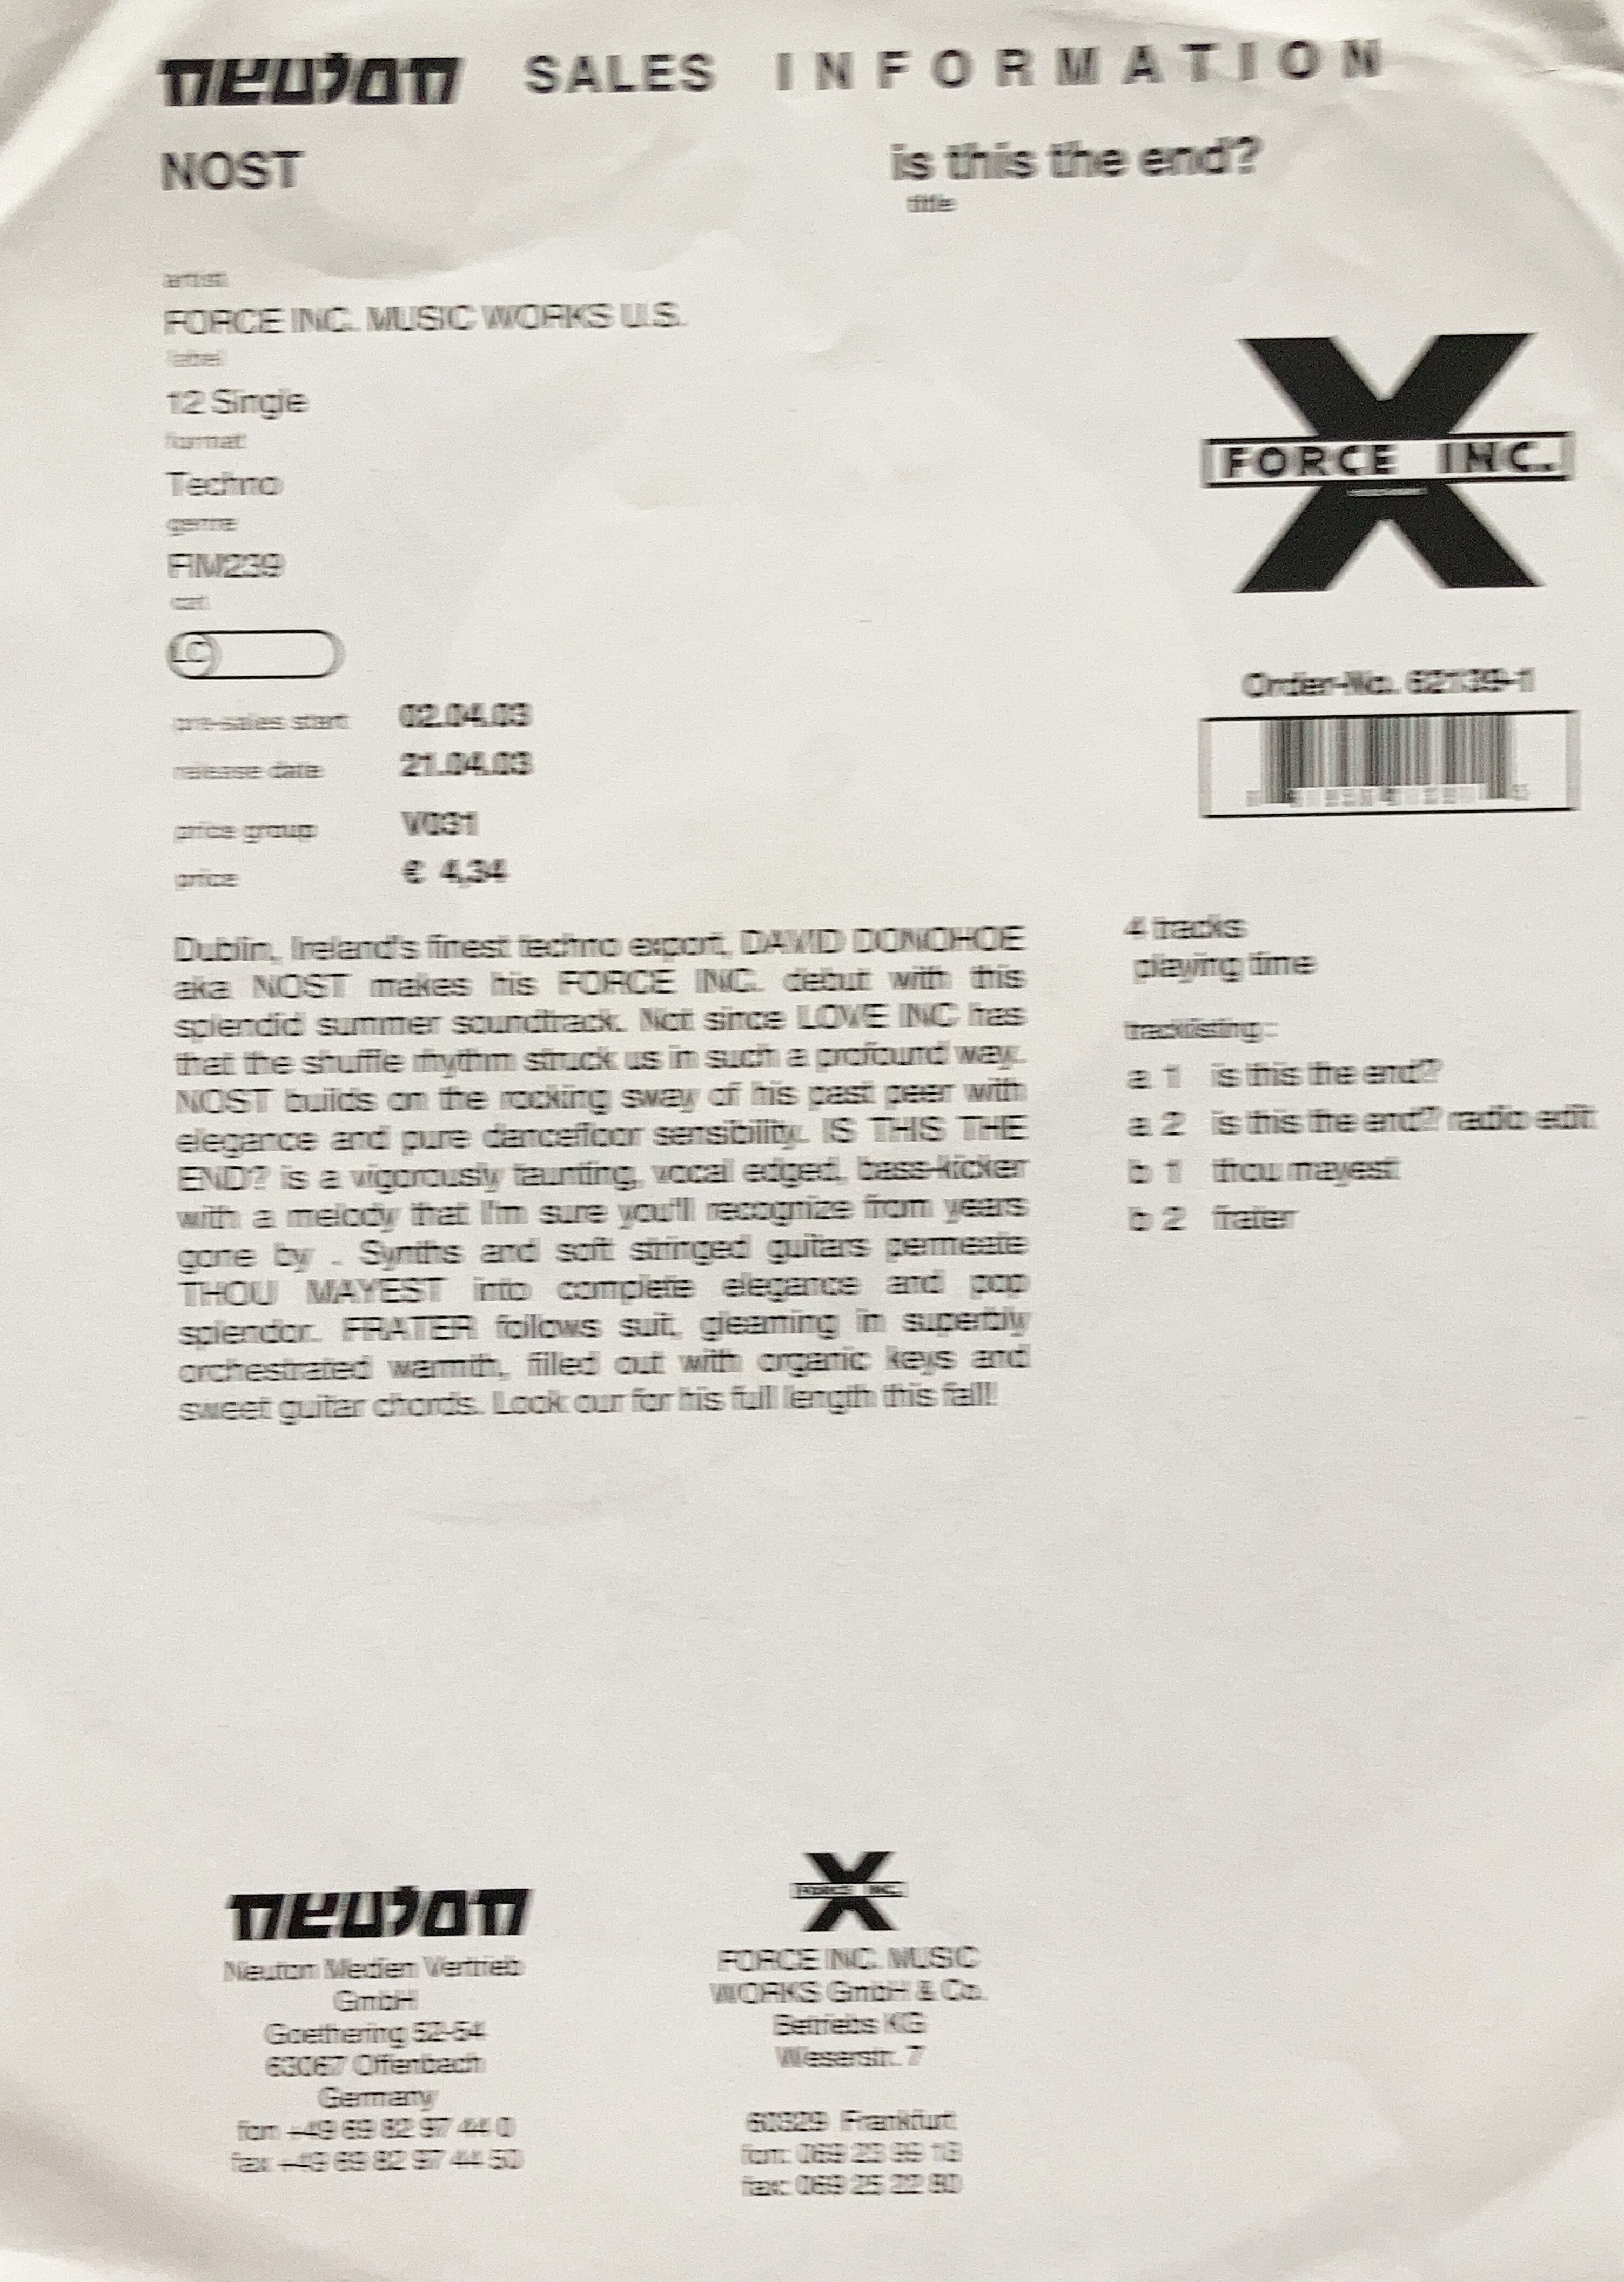 neuton SALES INFORMATION
NOST
is this the end?
title
artist
FORCE INC. MUSIC WORKS U.S.
label
12 Single
format
Techno
genre
FIM239
cat.
LC
FORCE INC.
Order-No. 62139-1
pre-sales start 02.04.03
release date 21.04.03
price group V031
price € 4,34
Dublin, Ireland's finest techno export, DAVID DONOHOE
aka NOST makes his FORCE INC. debut with this
splendid summer soundtrack. Not since LOVE INC has
that the shuffle rhythm struck us in such a profound way.
NOST builds on the rocking sway of his past peer with
elegance and pure dancefloor sensibility. IS THIS THE
END? is a vigorously taunting, vocal edged, bass-kicker
with a melody that I'm sure you'll recognize from years
gone by . Synths and soft stringed guitars permeate
THOU MAYEST into complete elegance and pop
splendor. FRATER follows suit, gleaming in superbly
orchestrated warmth, filled out with organic keys and
sweet guitar chords. Look our for his full length this fall!
4 tracks
playing time
tracklisting:
a 1 is this the end?
a 2 is this the end? radio edit
b 1 thou mayest
b 2 frater
neuton
Neuton Medien Vertrieb
GmbH
Goethering 52-54
63067 Offenbach
Germany
fon +49 69 82 97 44 0
fax +49 69 82 97 44 50
FORCE INC.
FORCE INC. MUSIC
WORKS GmbH & Co.
Betriebs KG
Weserstr. 7
60329 Frankfurt
fon: 069 23 99 18
fax: 069 25 22 80